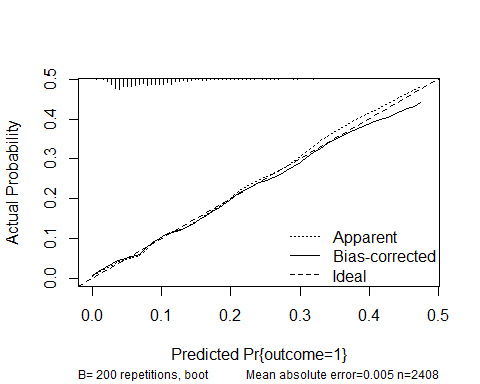 0.5
0.4
0.3
0.2
0.1
0.0
Actual Probability
Apparent
Bias-corrected
Ideal
0.0 0.1 0.2 0.3 0.4 0.5
Predicted Pr{outcome=1}
B= 200 repetitions, boot Mean absolute error=0.005 n=2408